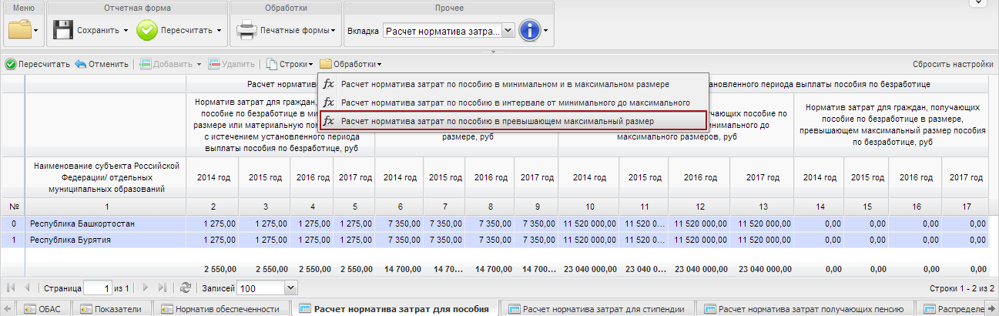 Меню Отчетная форма Обработки Прочее
Сохранить Пересчитать Печатные формы Вкладка Расчет норматива затра...
Пересчитать Отменить Добавить Удалить Строки Обработки Сбросить настройки
Расчет норматив
Расчет норматива затрат по пособию в минимальном и в максимальном размере
Расчет норматива затрат по пособию в интервале от минимального до максимального
Расчет норматива затрат по пособию в превышающем максимальный размер
периода выплаты пособия по безработице
Норматив затрат для граждан,
пособие по безработице в
размере или материальную
с истечением установленного периода
выплаты пособия по безработице, руб
размере, руб
пособие по
до
максимального размеров, руб
Норматив затрат для граждан, получающих
пособие по безработице в размере,
превышающем максимальный размер пособия
по безработице, руб
Наименование субъекта Российской
Федерации/ отдельных
муниципальных образований
2014 год 2015 год 2016 год 2017 год 2014 год 2015 год 2016 год 2017 год 2014 год 2015 год 2016 год 2017 год 2014 год 2015 год 2016 год 2017 год
№ 1 2 3 4 5 6 7 8 9 10 11 12 13 14 15 16 17
0 Республика Башкортостан 1 275,00 1 275,00 1 275,00 1 275,00 7 350,00 7 350,00 7 350,00 7 350,00 11 520 000,00 11 520 0... 11 520 000,00 11 520 000,00 0,00 0,00 0,00 0,00
1 Республика Бурятия 1 275,00 1 275,00 1 275,00 1 275,00 7 350,00 7 350,00 7 350,00 7 350,00 11 520 000,00 11 520 0... 11 520 000,00 11 520 000,00 0,00 0,00 0,00 0,00
2 550,00 2 550,00 2 550,00 2 550,00 14 700,00 14 70... 14 700,00 14 70... 23 040 000,00 23 040 0... 23 040 000,00 23 040 000,00 0,00 0,00 0,00 0,00
Страница 1 из 1 Записей 100 Строки 1 - 2 из 2
ОБАС Показатели Норматив обеспеченности Расчет норматива затрат для пособия Расчет норматива затрат для стипендии Расчет норматива затрат получающих пенсию Распределе